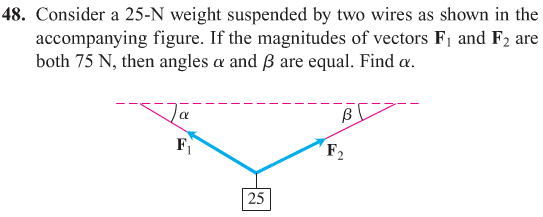 48. Consider a 25-N weight suspended by two wires as shown in the
accompanying figure. If the magnitudes of vectors F₁ and F₂ are
both 75 N, then angles α and β are equal. Find α.
α β
F₁ F₂
25